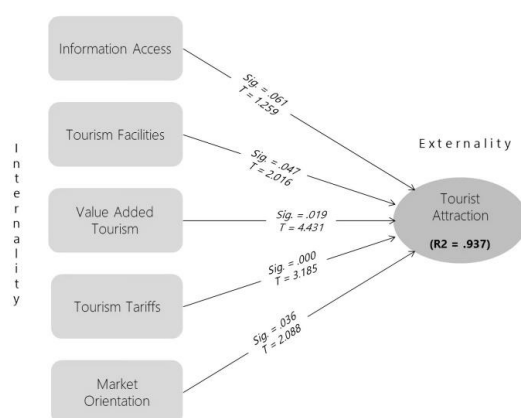 Information Access
Sig. = .061
T = 1.259
Tourism Facilities
Sig. = .047
T = 2.016
Internality
Externality
Value Added
Tourism
Sig. = .019
T = 4.431
Tourist
Attraction
(R2 = .937)
Sig. = .000
T = 3.185
Tourism Tariffs
Sig. = .036
T = 2.088
Market
Orientation